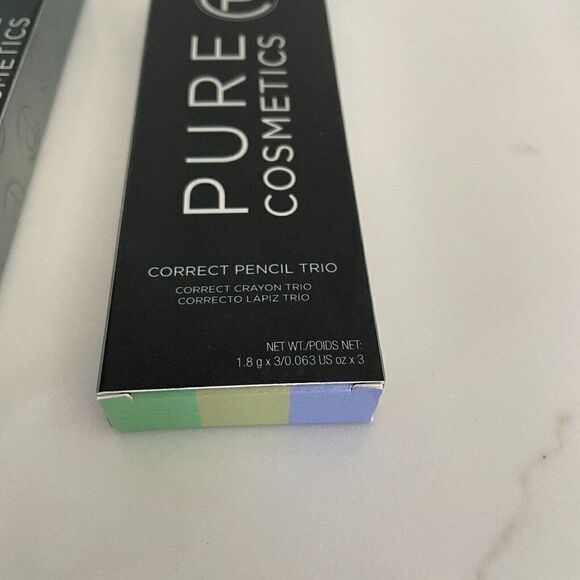 PURE
COSMETICS
CORRECT PENCIL TRIO
CORRECT CRAYON TRIO
CORRECTO LAPIZ TRÍO
NET WT./POIDS NET:
1.8 g x 3/0.063 US oz x 3